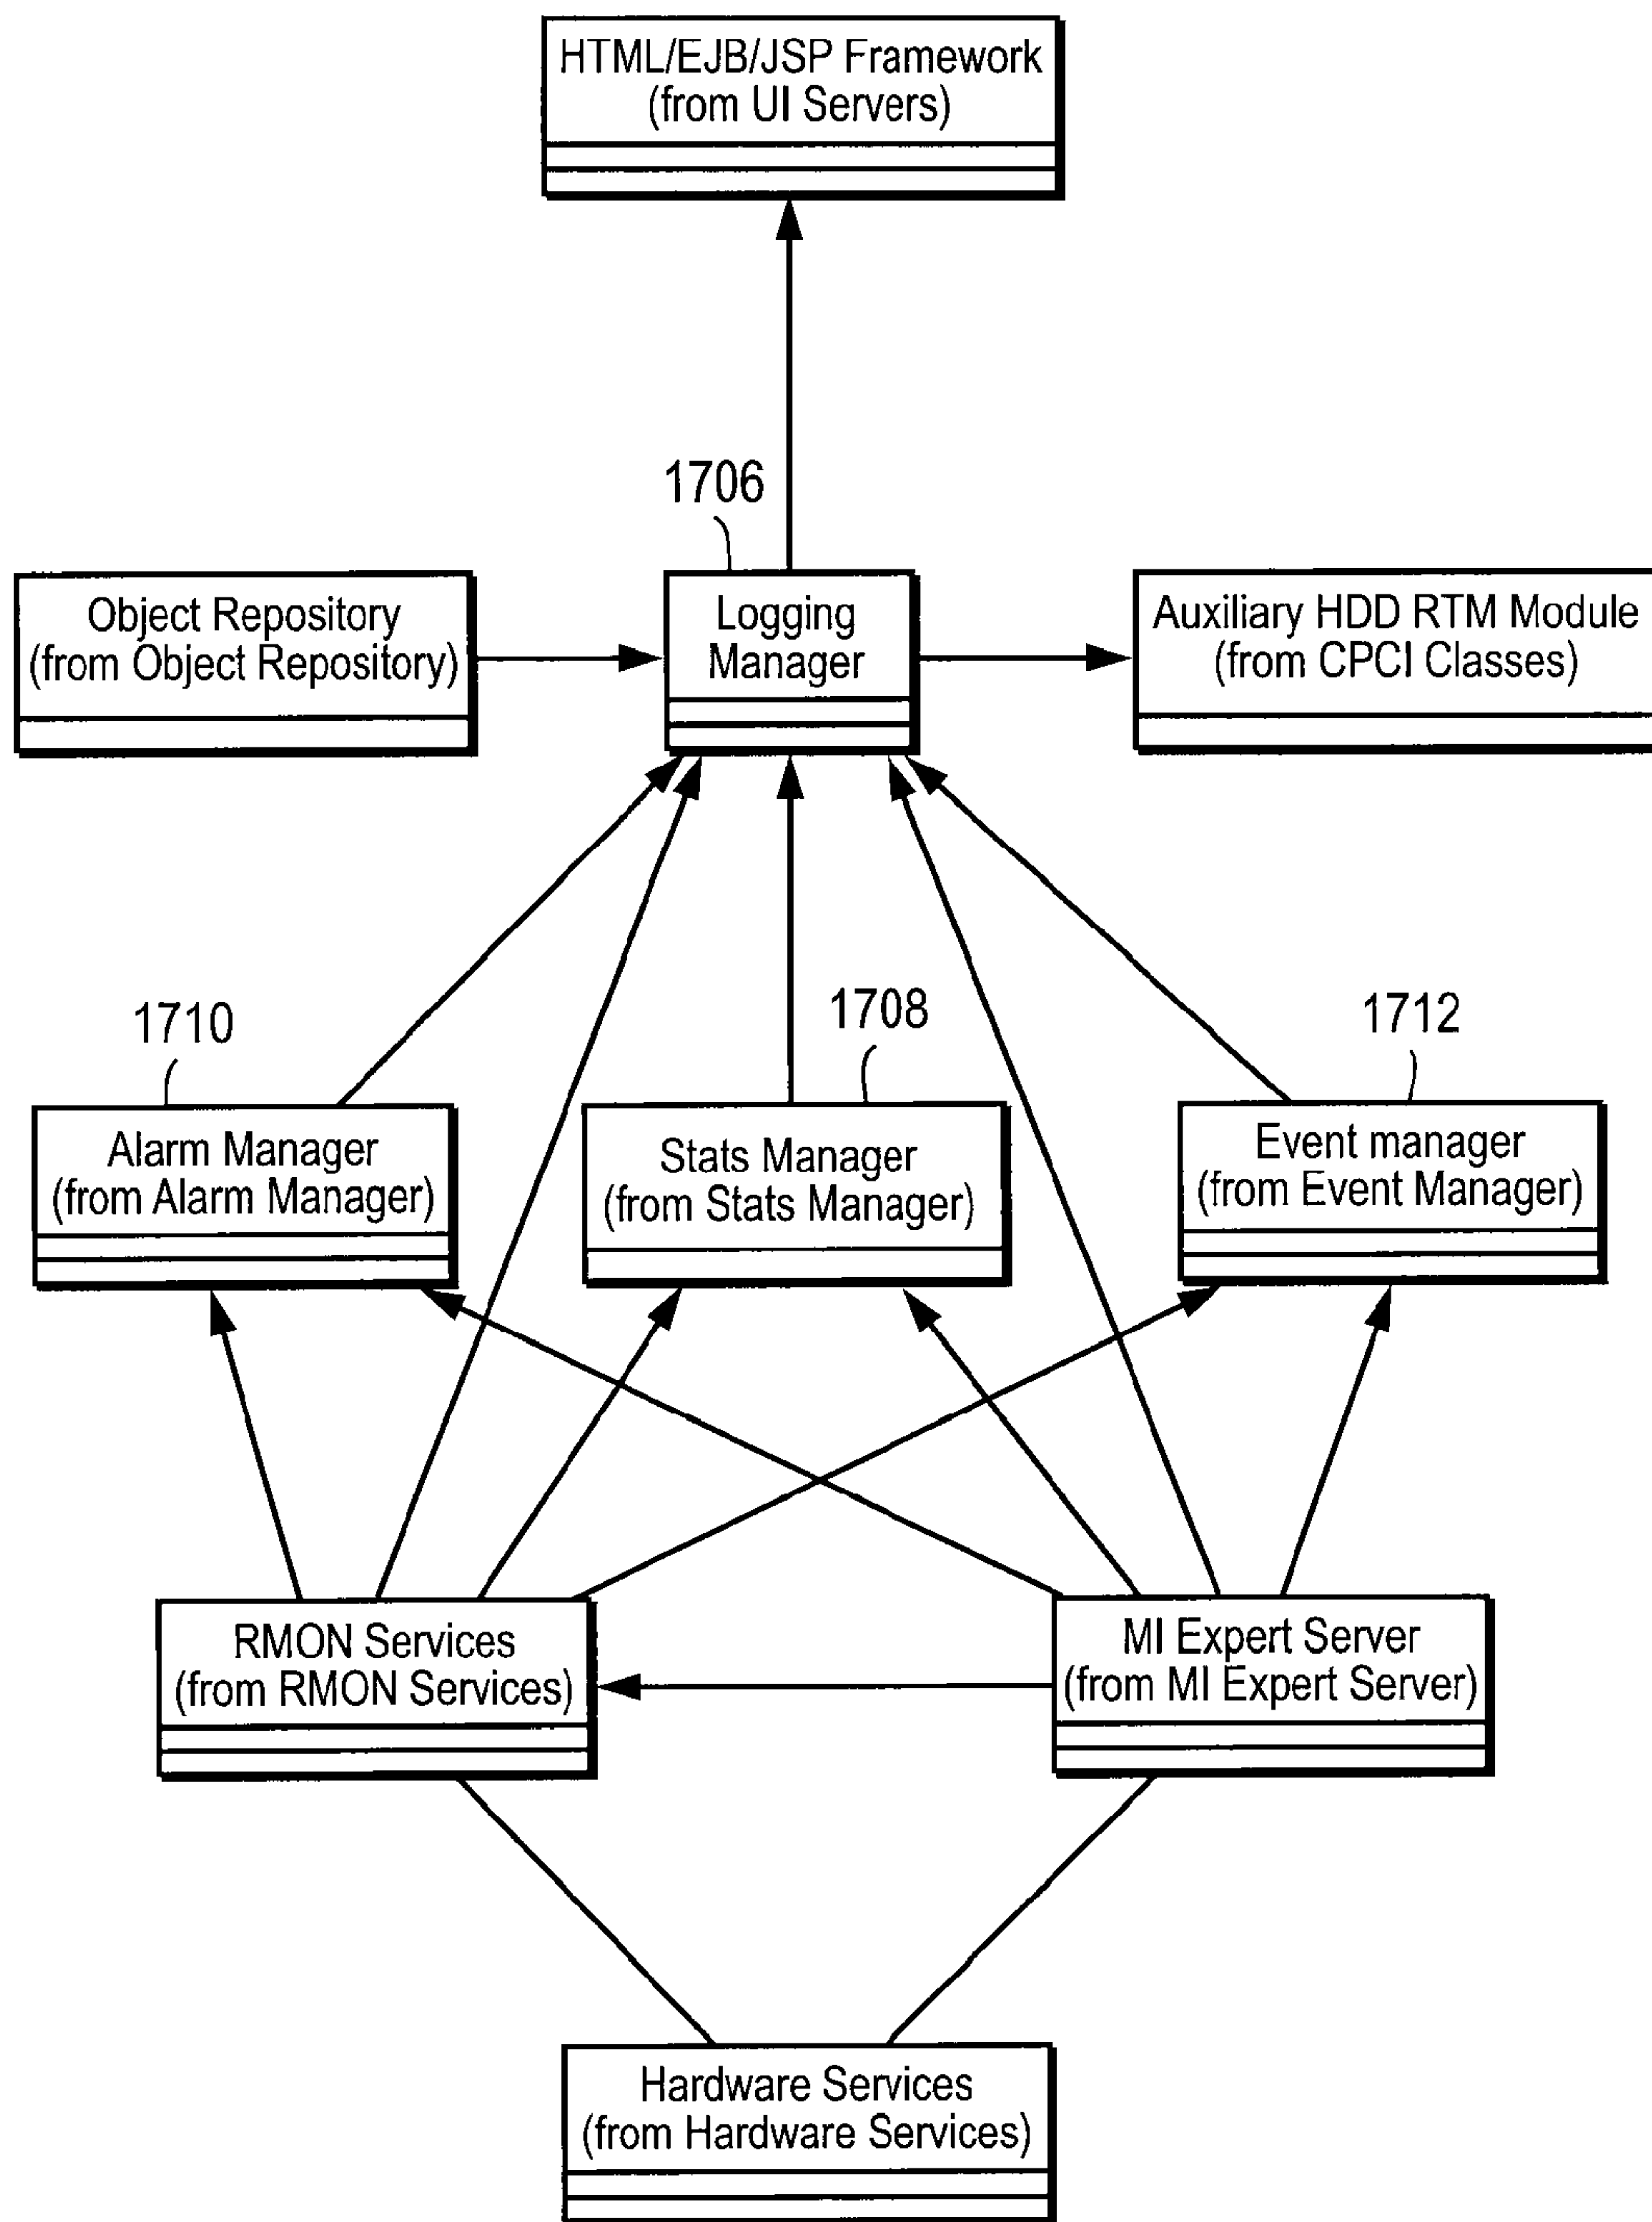 HTML/EJB/JSP Framework
(from UI Servers)
1706
Object Repository
(from Object Repository)
Logging
Manager
Auxiliary HDD RTM Module
(from CPCI Classes)
1710
1708
1712
Alarm Manager
(from Alarm Manager)
Stats Manager
(from Stats Manager)
Event manager
(from Event Manager)
RMON Services
(from RMON Services)
MI Expert Server
(from MI Expert Server)
Hardware Services
(from Hardware Services)